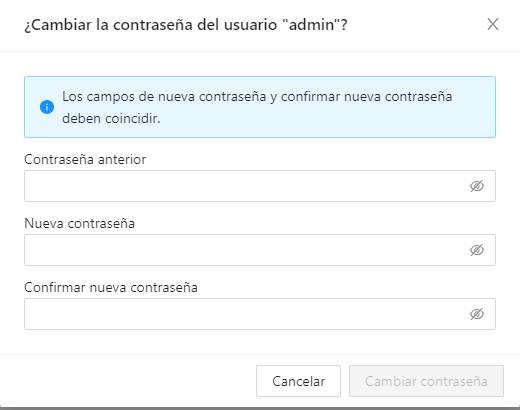 ¿Cambiar la contraseña del usuario "admin"?
Los campos de nueva contraseña y confirmar nueva contraseña
deben coincidir.
Contraseña anterior
Nueva contraseña
Confirmar nueva contraseña
Cancelar
Cambiar contraseña